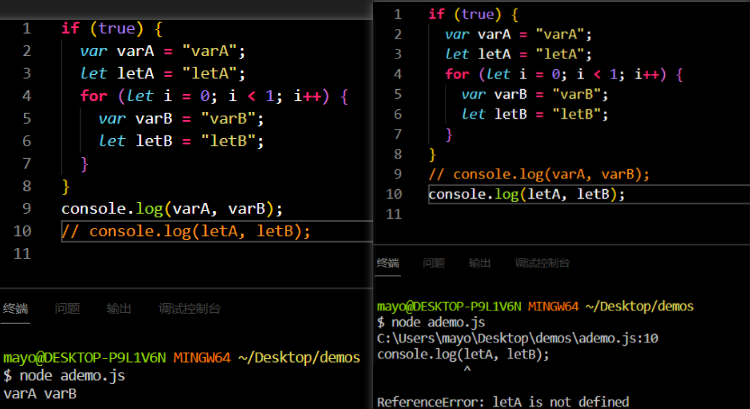 1 if (true) {
2 var varA = "varA";
3 let letA = "letA";
4 for (let i = 0; i < 1; i++) {
5 var varB = "varB";
6 let letB = "letB";
7 }
8 }
9 console.log(varA, varB);
10 // console.log(letA, letB);
11
终端 问题 输出 调试控制台
mayo@DESKTOP-P9L1V6N MINGW64 ~/Desktop/demos
$ node ademo.js
varA varB
1 if (true) {
2 var varA = "varA";
3 let letA = "letA";
4 for (let i = 0; i < 1; i++) {
5 var varB = "varB";
6 let letB = "letB";
7 }
8 }
9 // console.log(varA, varB);
10 console.log(letA, letB);
11
终端 问题 输出 调试控制台
mayo@DESKTOP-P9L1V6N MINGW64 ~/Desktop/demos
$ node ademo.js
C:\Users\mayo\Desktop\demos\ademo.js:10
console.log(letA, letB);
^
ReferenceError: letA is not defined